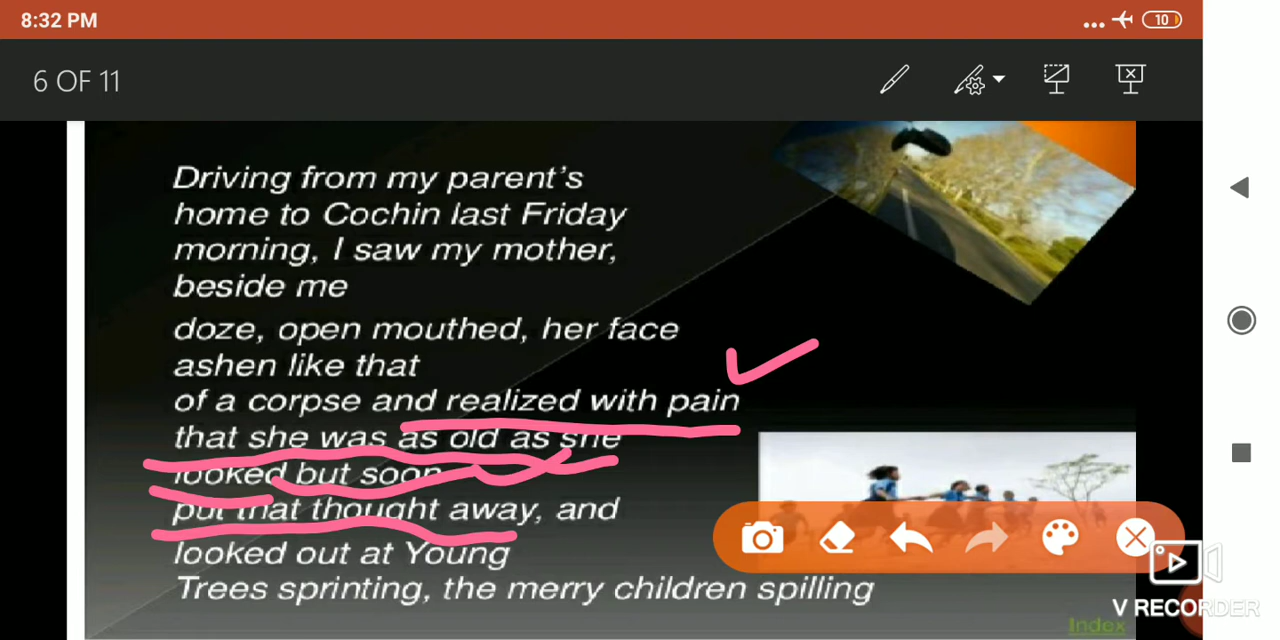 8:32 PM
10
6 OF 11
Driving from my parent's
home to Cochin last Friday
morning, I saw my mother,
beside me
doze, open mouthed, her face
ashen like that
of a corpse and realized with pain
that she was as old as she
looked but soon
put that thought away, and
looked out at Young
Trees sprinting, the merry children spilling
V RECORDER
Index